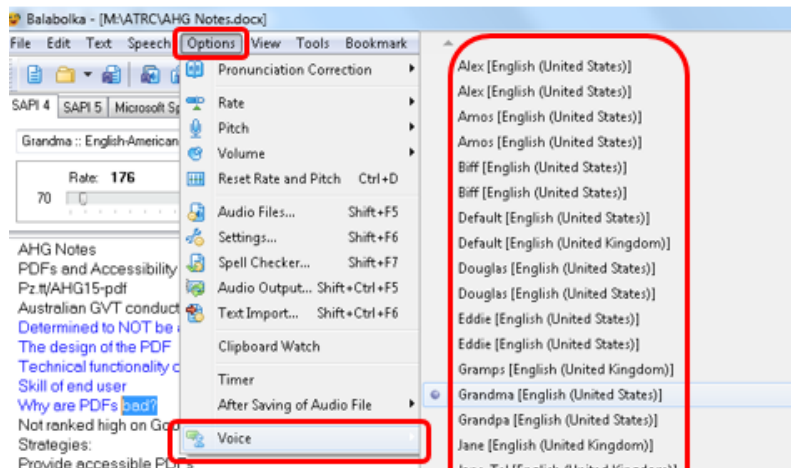 Balabolka - [M:\ATRC\AHG Notes.docx]
File Edit Text Speech Options View Tools Bookmark
SAPI 4 SAPI 5 Microsoft Sp
Grandma :: English-American
Rate: 176
70
AHG Notes
PDFs and Accessibility
Pz.tt/AHG15-pdf
Australian GVT conduct
Determined to NOT be
The design of the PDF
Technical functionality
Skill of end user
Why are PDFs bad?
Not ranked high on Goo
Strategies:
Provide accessible PDFs
Pronunciation Correction
Rate
Pitch
Volume
Reset Rate and Pitch Ctrl+D
Audio Files... Shift+F5
Settings... Shift+F6
Spell Checker... Shift+F7
Audio Output... Shift+Ctrl+F5
Text Import... Shift+Ctrl+F6
Clipboard Watch
Timer
After Saving of Audio File
Voice
Alex [English (United States)]
Alex [English (United States)]
Amos [English (United States)]
Amos [English (United States)]
Biff [English (United States)]
Biff [English (United States)]
Default [English (United States)]
Default [English (United Kingdom)]
Douglas [English (United States)]
Douglas [English (United States)]
Eddie [English (United States)]
Eddie [English (United States)]
Gramps [English (United Kingdom)]
Grandma [English (United States)]
Grandpa [English (United States)]
Jane [English (United Kingdom)]
[English (United Kingdom)]